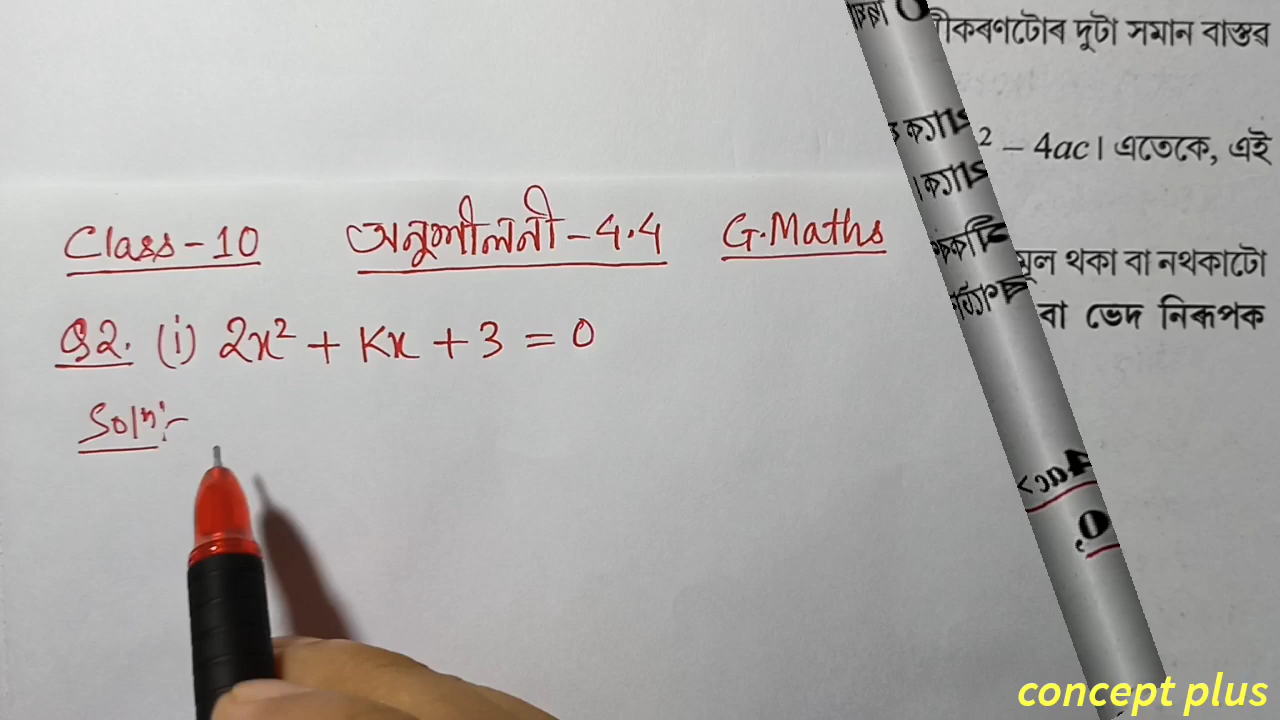 Class-10 অনুশীলনী-4.4 G.Maths
Q2. (i) 2x² + Kx + 3 = 0
Solⁿ:-
ীকৰণটোৰ দুটা সমান বাস্তৱ
² – 4ac। এতেকে, এই
মূল থকা বা নথকাটো
বা ভেদ নিৰূপক
concept plus